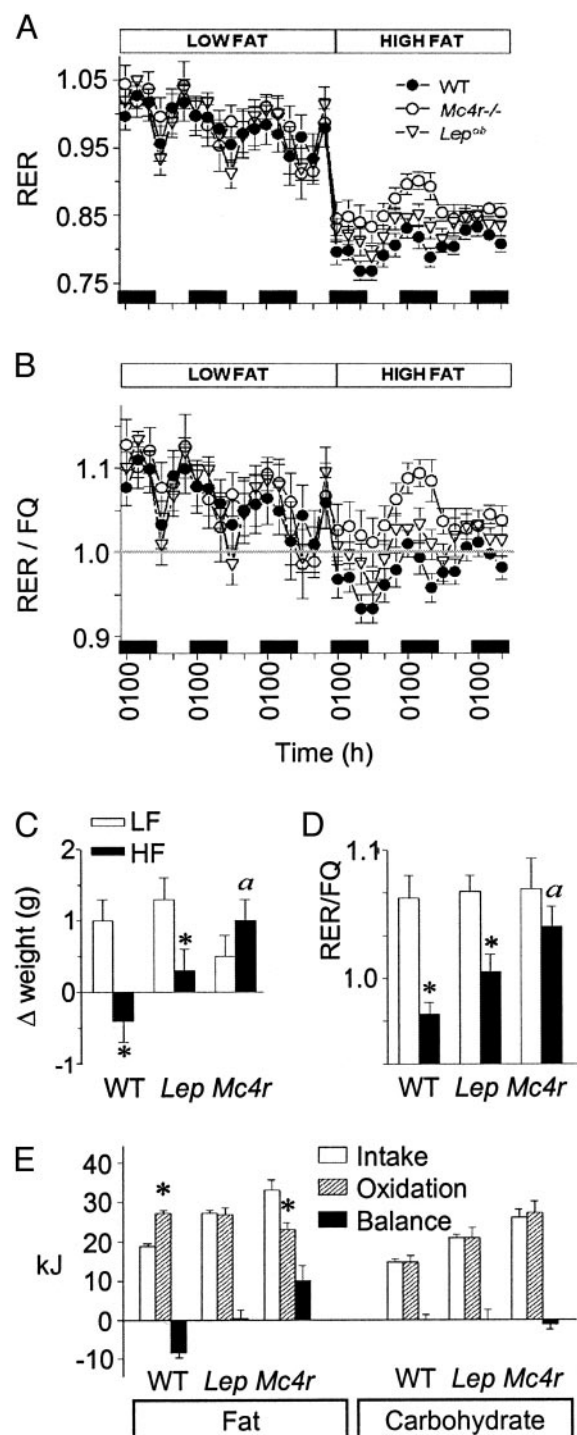 A
LOW FAT HIGH FAT
WT
Mc4r-/-
Lepob
RER
1.05
0.95
0.85
0.75
B
LOW FAT HIGH FAT
RER / FQ
1.1
1.0
0.9
0100 0100 0100 0100 0100 0100
Time (h)
C
LF
HF
Δ weight (g)
2
1
0
-1
* * a
WT Lep Mc4r
D
RER/FQ
1.1
1.0
* * a
WT Lep Mc4r
E
Intake
Oxidation
Balance
kJ
40
30
20
10
0
-10
* *
WT Lep Mc4r WT Lep Mc4r
Fat Carbohydrate